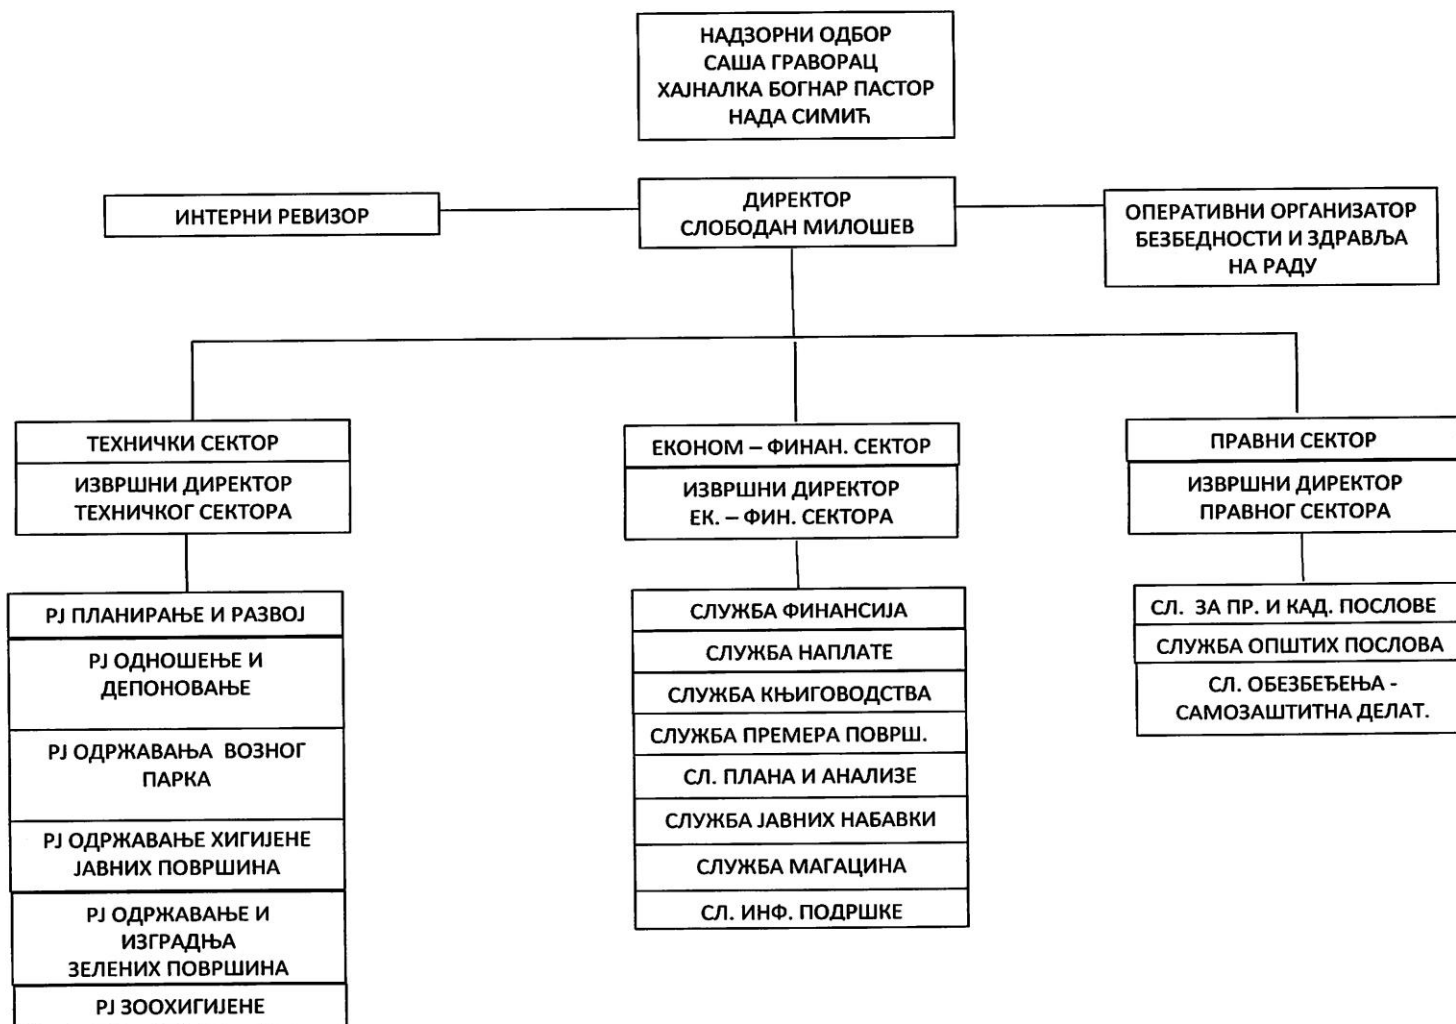 НАДЗОРНИ ОДБОР
САША ГРАВОРАЦ
ХАЈНАЛКА БОГНАР ПАСТОР
НАДА СИМИЋ
ИНТЕРНИ РЕВИЗОР
ДИРЕКТОР
СЛОБОДАН МИЛОШЕВ
ОПЕРАТИВНИ ОРГАНИЗАТОР
БЕЗБЕДНОСТИ И ЗДРАВЉА
НА РАДУ
ТЕХНИЧКИ СЕКТОР
ИЗВРШНИ ДИРЕКТОР
ТЕХНИЧКОГ СЕКТОРА
РЈ ПЛАНИРАЊЕ И РАЗВОЈ
РЈ ОДНОШЕЊЕ И
ДЕПОНОВАЊЕ
РЈ ОДРЖАВАЊА ВОЗНОГ
ПАРКА
РЈ ОДРЖАВАЊЕ ХИГИЈЕНЕ
ЈАВНИХ ПОВРШИНА
РЈ ОДРЖАВАЊЕ И
ИЗГРАДЊА
ЗЕЛЕНИХ ПОВРШИНА
РЈ ЗООХИГИЈЕНЕ
ЕКОНОМ – ФИНАН. СЕКТОР
ИЗВРШНИ ДИРЕКТОР
ЕК. – ФИН. СЕКТОРА
СЛУЖБА ФИНАНСИЈА
СЛУЖБА НАПЛАТЕ
СЛУЖБА КЊИГОВОДСТВА
СЛУЖБА ПРЕМЕРА ПОВРШ.
СЛ. ПЛАНА И АНАЛИЗЕ
СЛУЖБА ЈАВНИХ НАБАВКИ
СЛУЖБА МАГАЦИНА
СЛ. ИНФ. ПОДРШКЕ
ПРАВНИ СЕКТОР
ИЗВРШНИ ДИРЕКТОР
ПРАВНОГ СЕКТОРА
СЛ. ЗА ПР. И КАД. ПОСЛОВЕ
СЛУЖБА ОПШТИХ ПОСЛОВА
СЛ. ОБЕЗБЕЂЕЊА -
САМОЗАШТИТНА ДЕЛАТ.